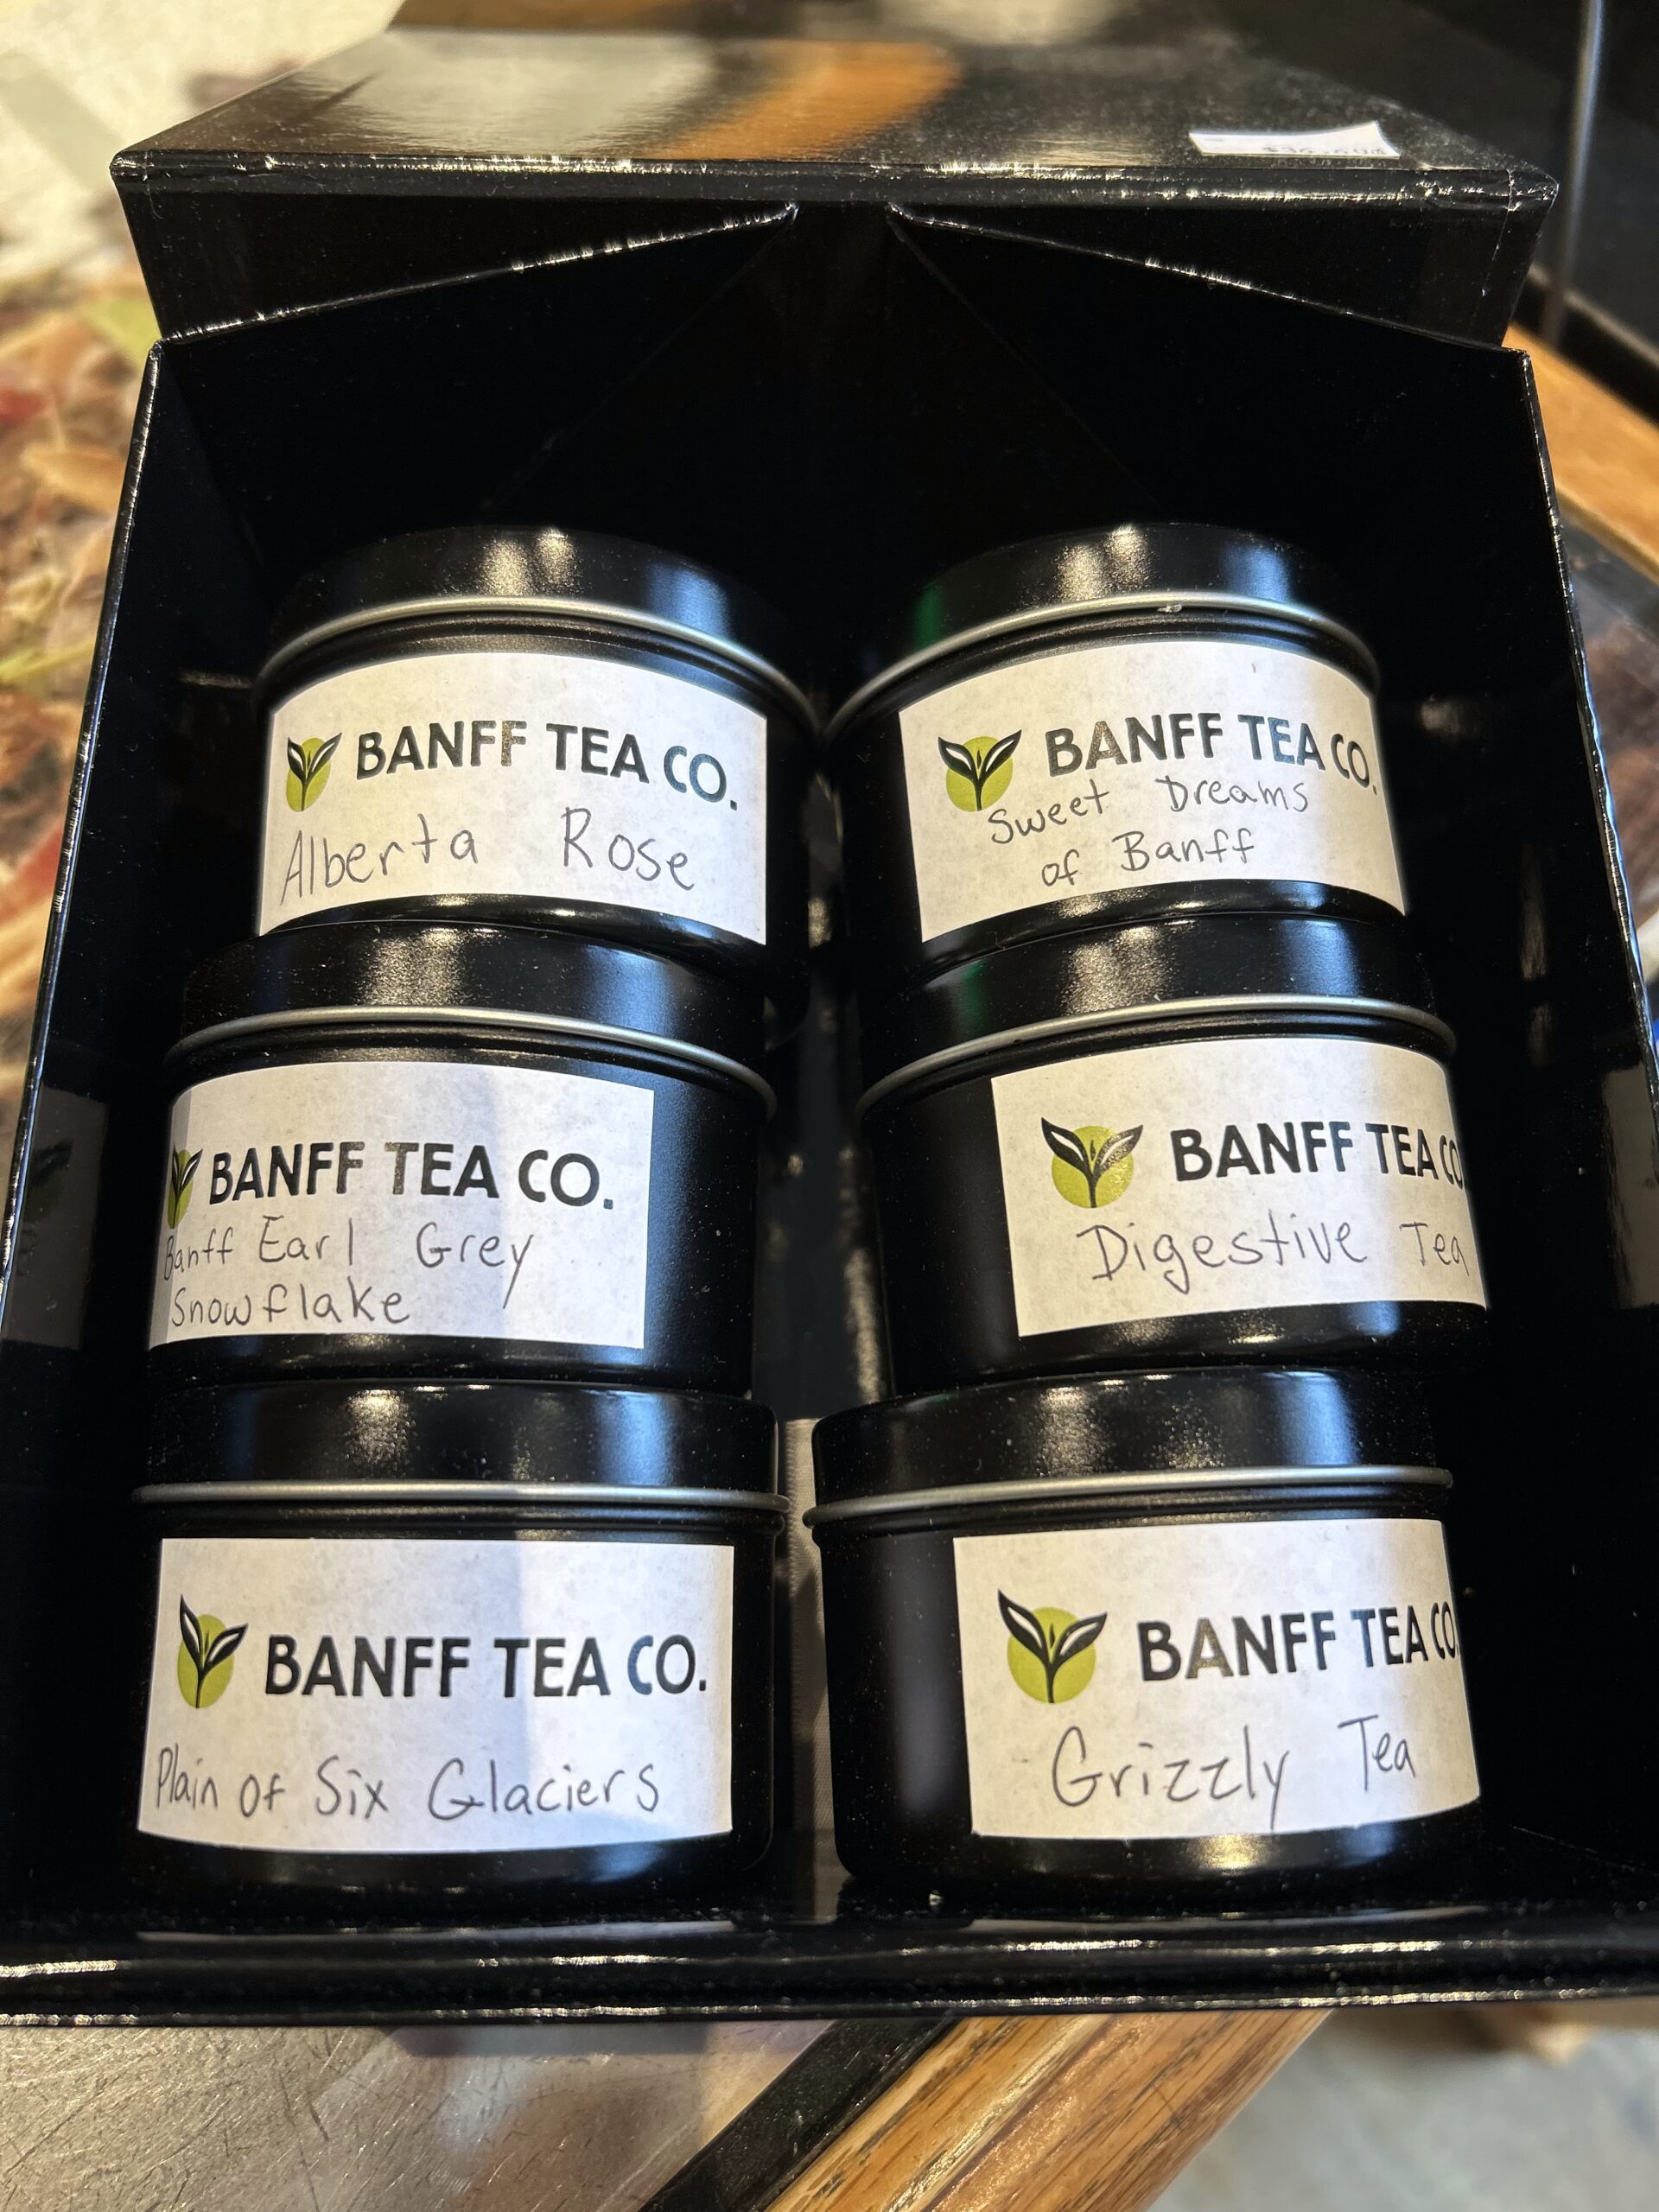 BANFF TEA CO.
Alberta Rose
BANFF TEA CO.
Sweet Dreams
of Banff
BANFF TEA CO.
Banff Earl Grey
Snowflake
BANFF TEA CO
Digestive Tea
BANFF TEA CO.
Plain of Six Glaciers
BANFF TEA CO.
Grizzly Tea